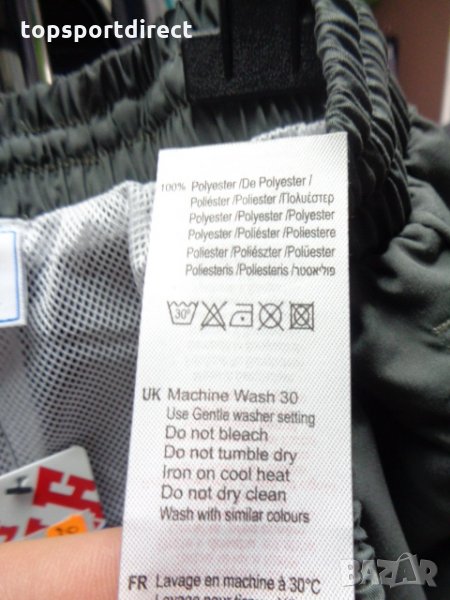 topsportdirect
100% Polyester /De Polyester /
Poliéster /Poliester /Πολυέστερ
Polyester /Polyester /Polyester
Polyester /Poliéster /Poliestere
Poliester /Poliészter /Polüester
Poliesteris /Poliesteris /פוליאסטר
30°
UK Machine Wash 30
Use Gentle washer setting
Do not bleach
Do not tumble dry
Iron on cool heat
Do not dry clean
Wash with similar colours
FR Lavage en machine à 30°C
BAZAR